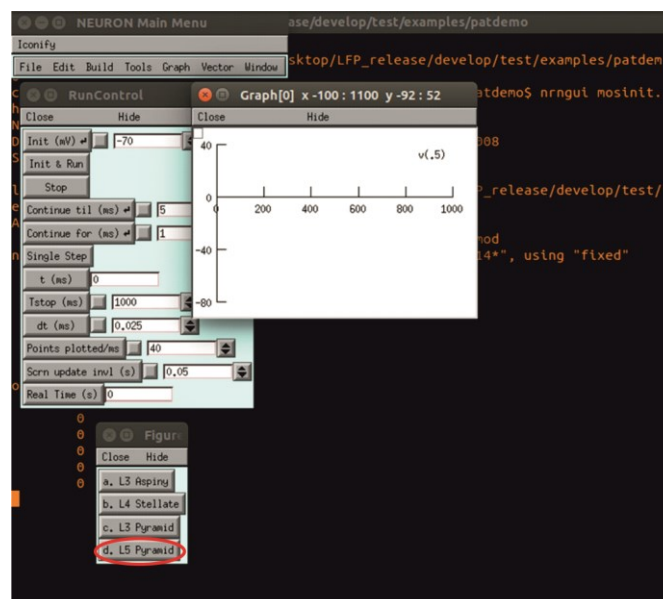 NEURON Main Menu
ase/develop/test/examples/patdemo
Iconify
File Edit Build Tools Graph Vector Window
sktop/LFP_release/develop/test/examples/patdem
RunControl
Graph[0] x -100 : 1100 y -92 : 52
atdemo$ nrngui mosinit.
Close Hide
Close Hide
Init (mV) -70
008
Init & Run
Stop
P_release/develop/test/
Continue til (ms) 5
Continue for (ms) 1
mod
Single Step
14*", using "fixed"
t (ms) 0
Tstop (ms) 1000
dt (ms) 0.025
Points plotted/ms 40
Scrn update invl (s) 0.05
Real Time (s) 0
40
v(.5)
0
0 200 400 600 800 1000
-40
-80
0
0
0
0
0
Figure
Close Hide
a. L3 Aspiny
b. L4 Stellate
c. L3 Pyramid
d. L5 Pyramid